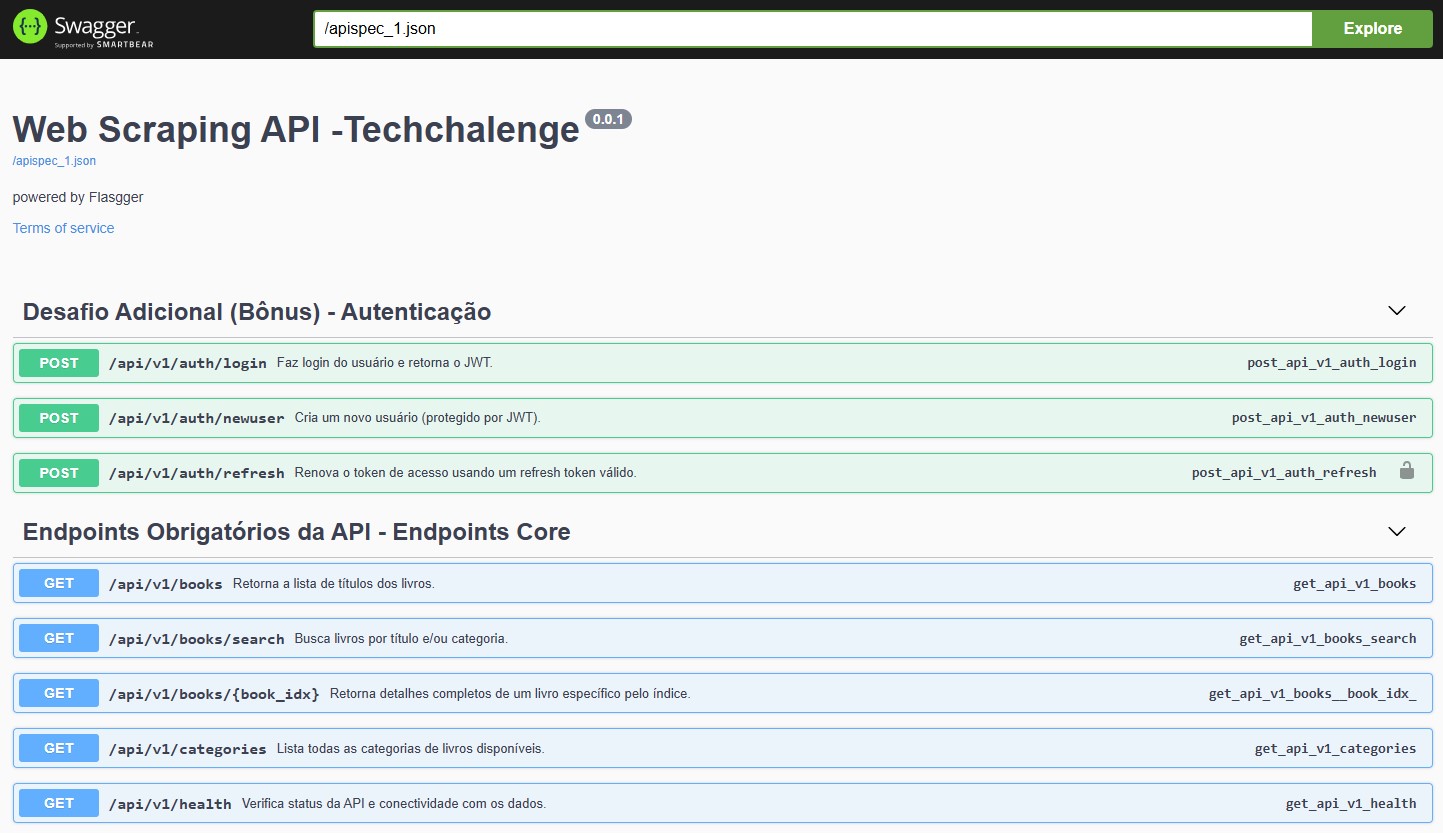 {···} Swagger.
Supported by SMARTBEAR
/apispec_1.json
Explore
Web Scraping API -Techchalenge 0.0.1
/apispec_1.json
powered by Flasgger
Terms of service
Desafio Adicional (Bônus) - Autenticação
POST /api/v1/auth/login Faz login do usuário e retorna o JWT. post_api_v1_auth_login
POST /api/v1/auth/newuser Cria um novo usuário (protegido por JWT). post_api_v1_auth_newuser
POST /api/v1/auth/refresh Renova o token de acesso usando um refresh token válido. post_api_v1_auth_refresh
Endpoints Obrigatórios da API - Endpoints Core
GET /api/v1/books Retorna a lista de títulos dos livros. get_api_v1_books
GET /api/v1/books/search Busca livros por título e/ou categoria. get_api_v1_books_search
GET /api/v1/books/{book_idx} Retorna detalhes completos de um livro específico pelo índice. get_api_v1_books__book_idx_
GET /api/v1/categories Lista todas as categorias de livros disponíveis. get_api_v1_categories
GET /api/v1/health Verifica status da API e conectividade com os dados. get_api_v1_health